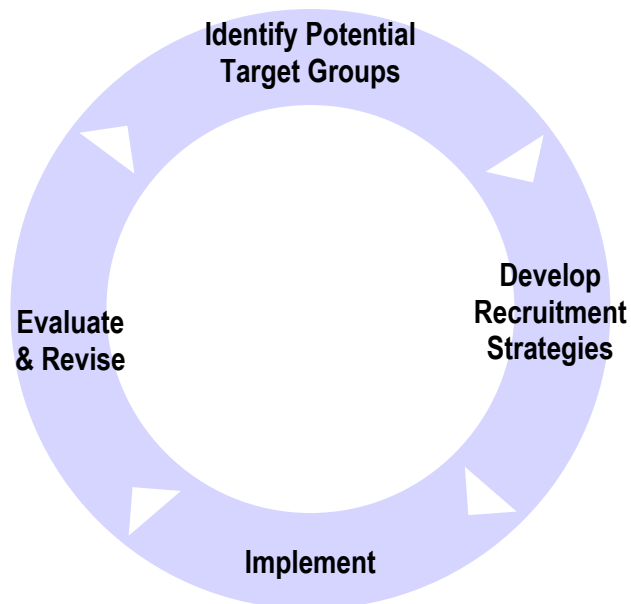 Identify Potential
Target Groups
Develop
Recruitment
Strategies
Implement
Evaluate
& Revise